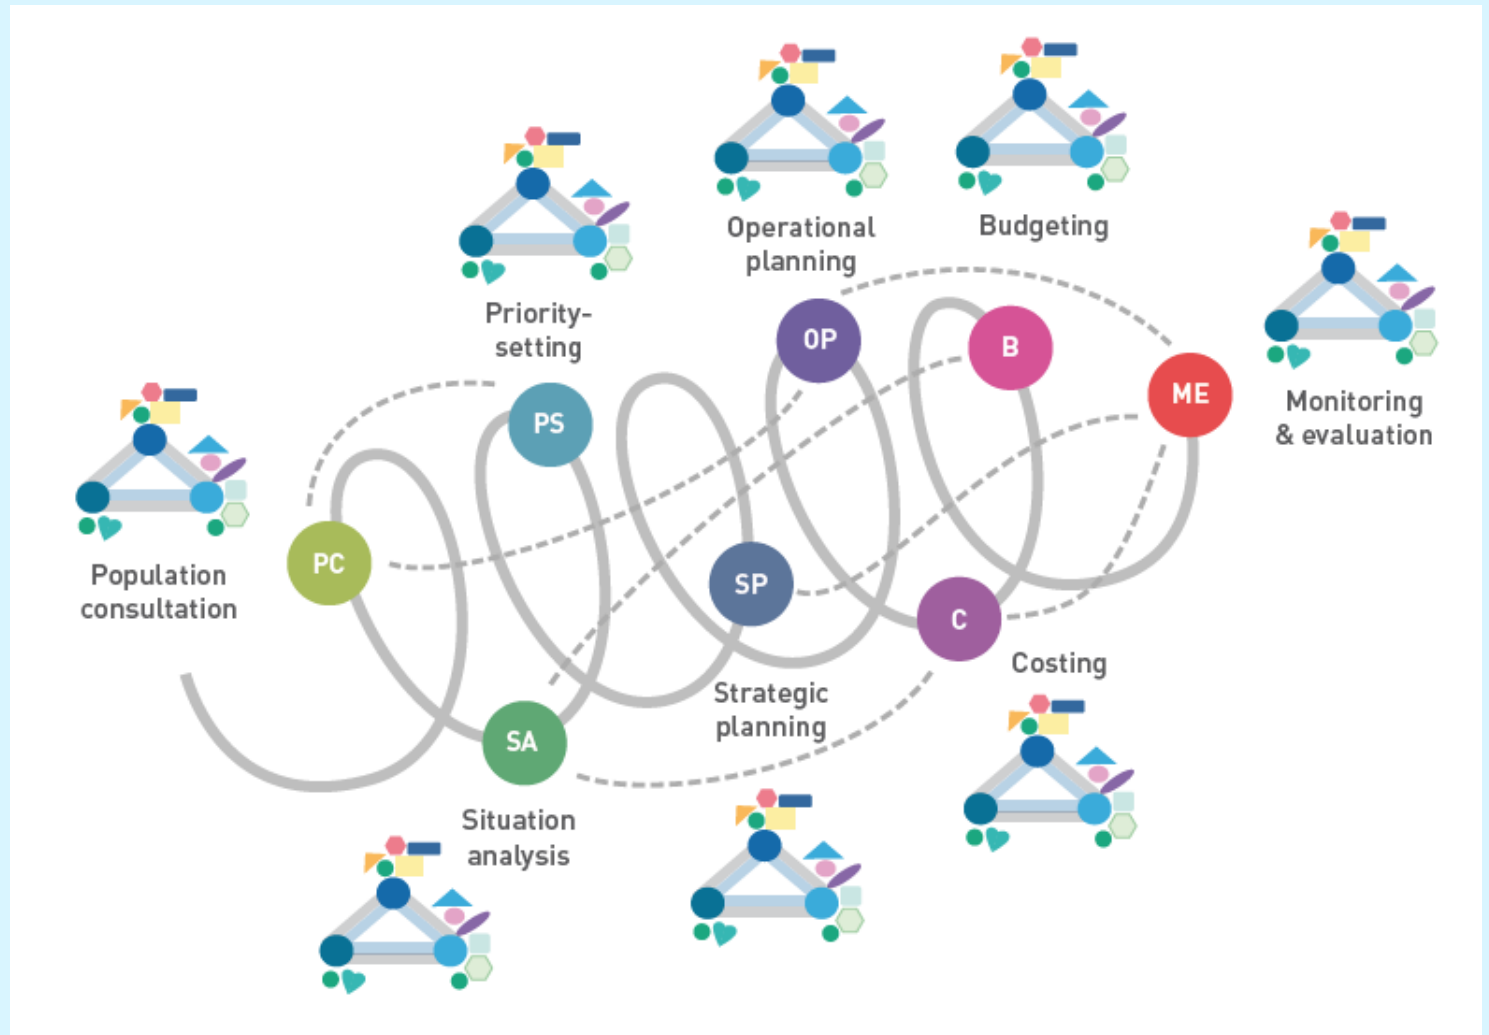 Operational
planning
Budgeting
Priority-
setting
OP
B
ME
Monitoring
& evaluation
PS
PC
Population
consultation
SP
C
Costing
Strategic
planning
SA
Situation
analysis